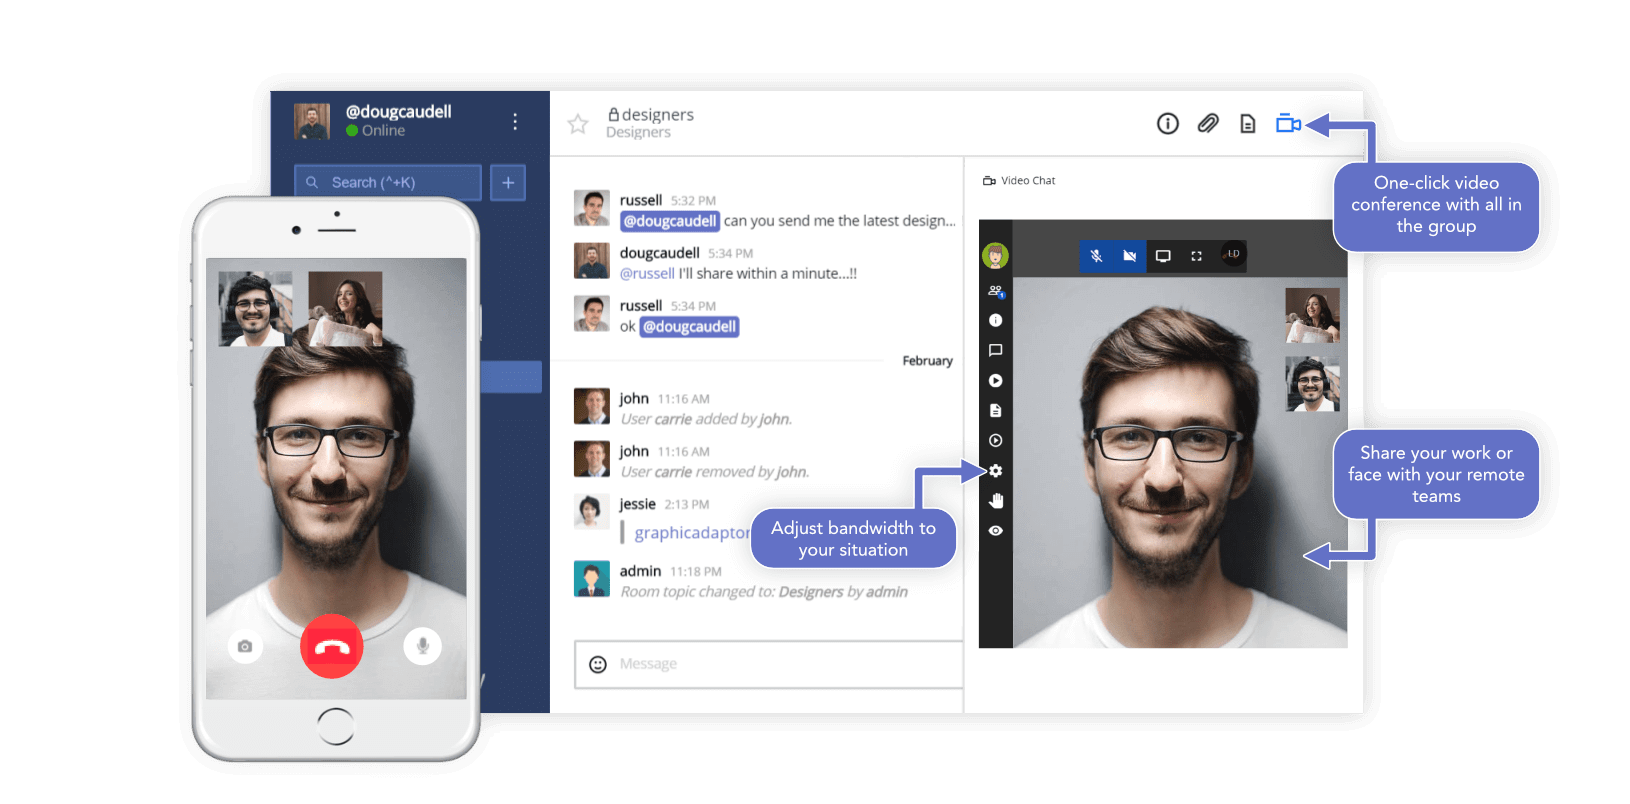 @dougcaudell
Online
Search (^+K)
+
designers
Designers
russell 5:32 PM
@dougcaudell can you send me the latest design...
dougcaudell 5:34 PM
@russell I'll share within a minute...!!
russell 5:34 PM
ok @dougcaudell
February
john 11:16 AM
User carrie added by john.
john 11:16 AM
User carrie removed by john.
jessie 2:13 PM
graphicadaptor
admin 11:18 PM
Room topic changed to: Designers by admin
Message
Video Chat
1
One-click video
conference with all in
the group
Share your work or
face with your remote
teams
Adjust bandwidth to
your situation